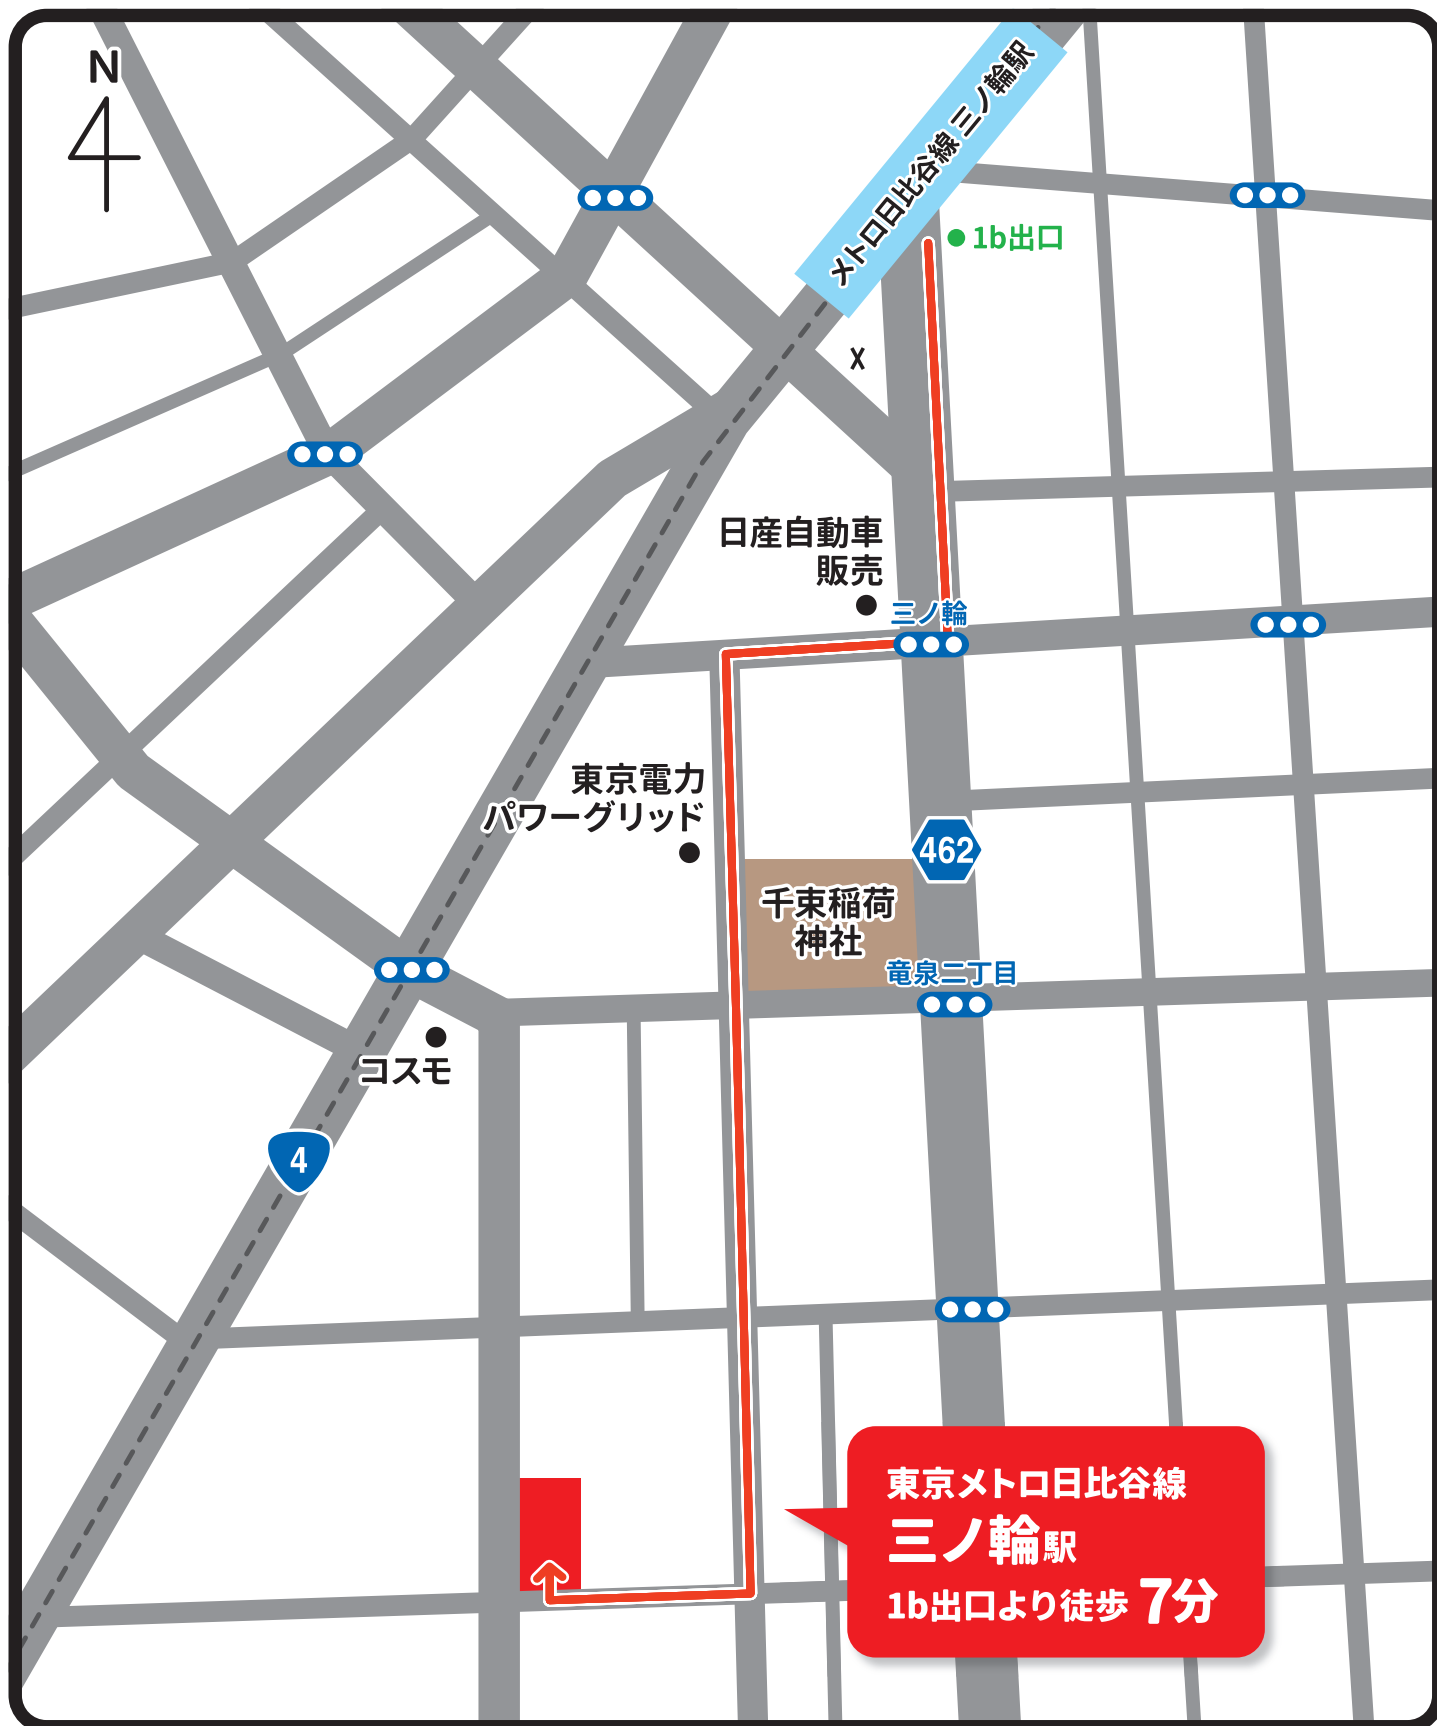 N
メトロ日比谷線 三ノ輪駅
1b出口
日産自動車
販売
三ノ輪
東京電力
パワーグリッド
462
千束稲荷
神社
竜泉二丁目
コスモ
4
東京メトロ日比谷線
三ノ輪駅
1b出口より徒歩 7分